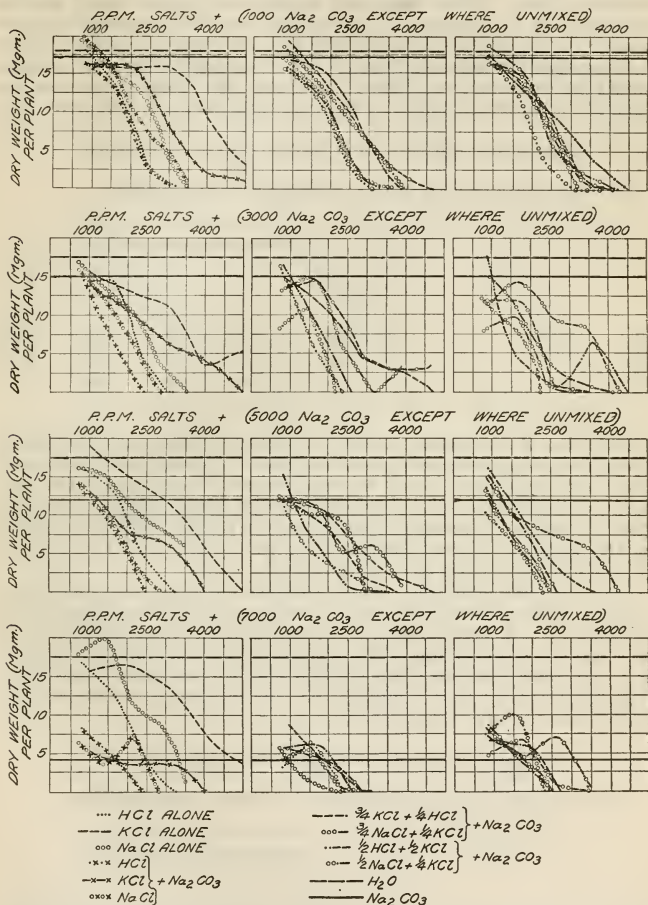 P.P.M. SALTS + (1000 Na2 CO3 EXCEPT WHERE UNMIXED)
1000 2500 4000 1000 2500 4000 1000 2500 4000
DRY WEIGHT (Mgm) PER PLANT
15
10
5
P.P.M. SALTS + (3000 Na2 CO3 EXCEPT WHERE UNMIXED)
1000 2500 4000 1000 2500 4000 1000 2500 4000
DRY WEIGHT (Mgm) PER PLANT
15
10
5
P.P.M. SALTS + (5000 Na2 CO3 EXCEPT WHERE UNMIXED)
1000 2500 4000 1000 2500 4000 1000 2500 4000
DRY WEIGHT (Mgm) PER PLANT
15
10
5
P.P.M. SALTS + (7000 Na2 CO3 EXCEPT WHERE UNMIXED)
1000 2500 4000 1000 2500 4000 1000 2500 4000
DRY WEIGHT (Mgm) PER PLANT
15
10
5
HCl ALONE
KCl ALONE
NaCl ALONE
HCl
KCl + Na2 CO3
NaCl
3/4 KCl + 1/4 HCl
3/4 NaCl + 1/4 KCl + Na2 CO3
1/2 HCl + 1/2 KCl
1/2 NaCl + 1/4 KCl + Na2 CO3
H2O
Na2 CO3